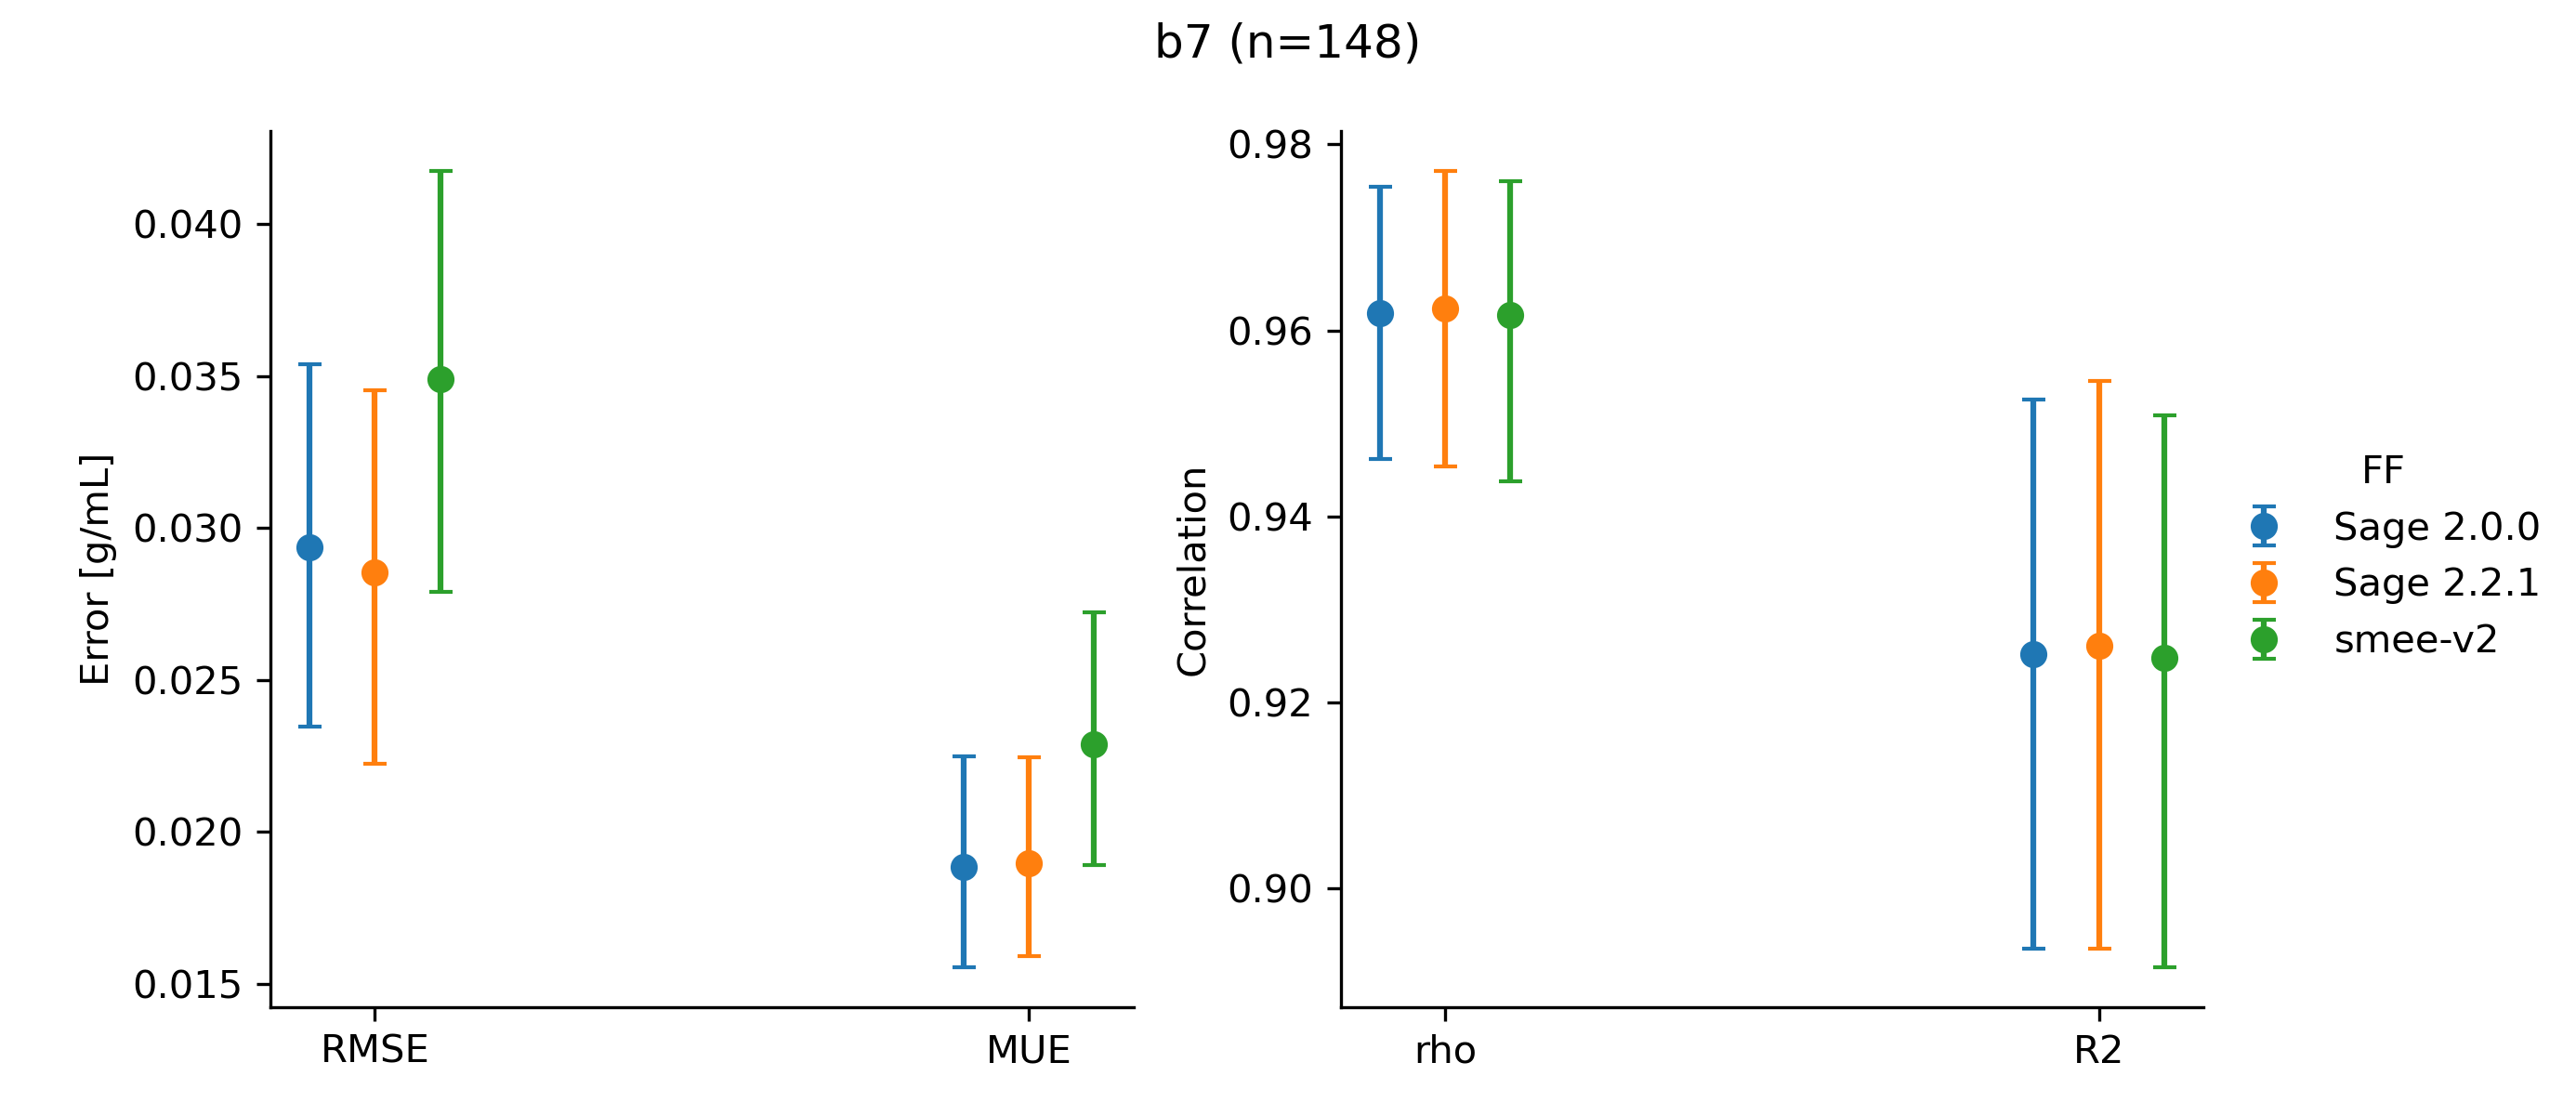 b7 (n=148)
Error [g/mL]
0.040
0.035
0.030
0.025
0.020
0.015
RMSE
MUE
Correlation
0.98
0.96
0.94
0.92
0.90
rho
R2
FF
Sage 2.0.0
Sage 2.2.1
smee-v2